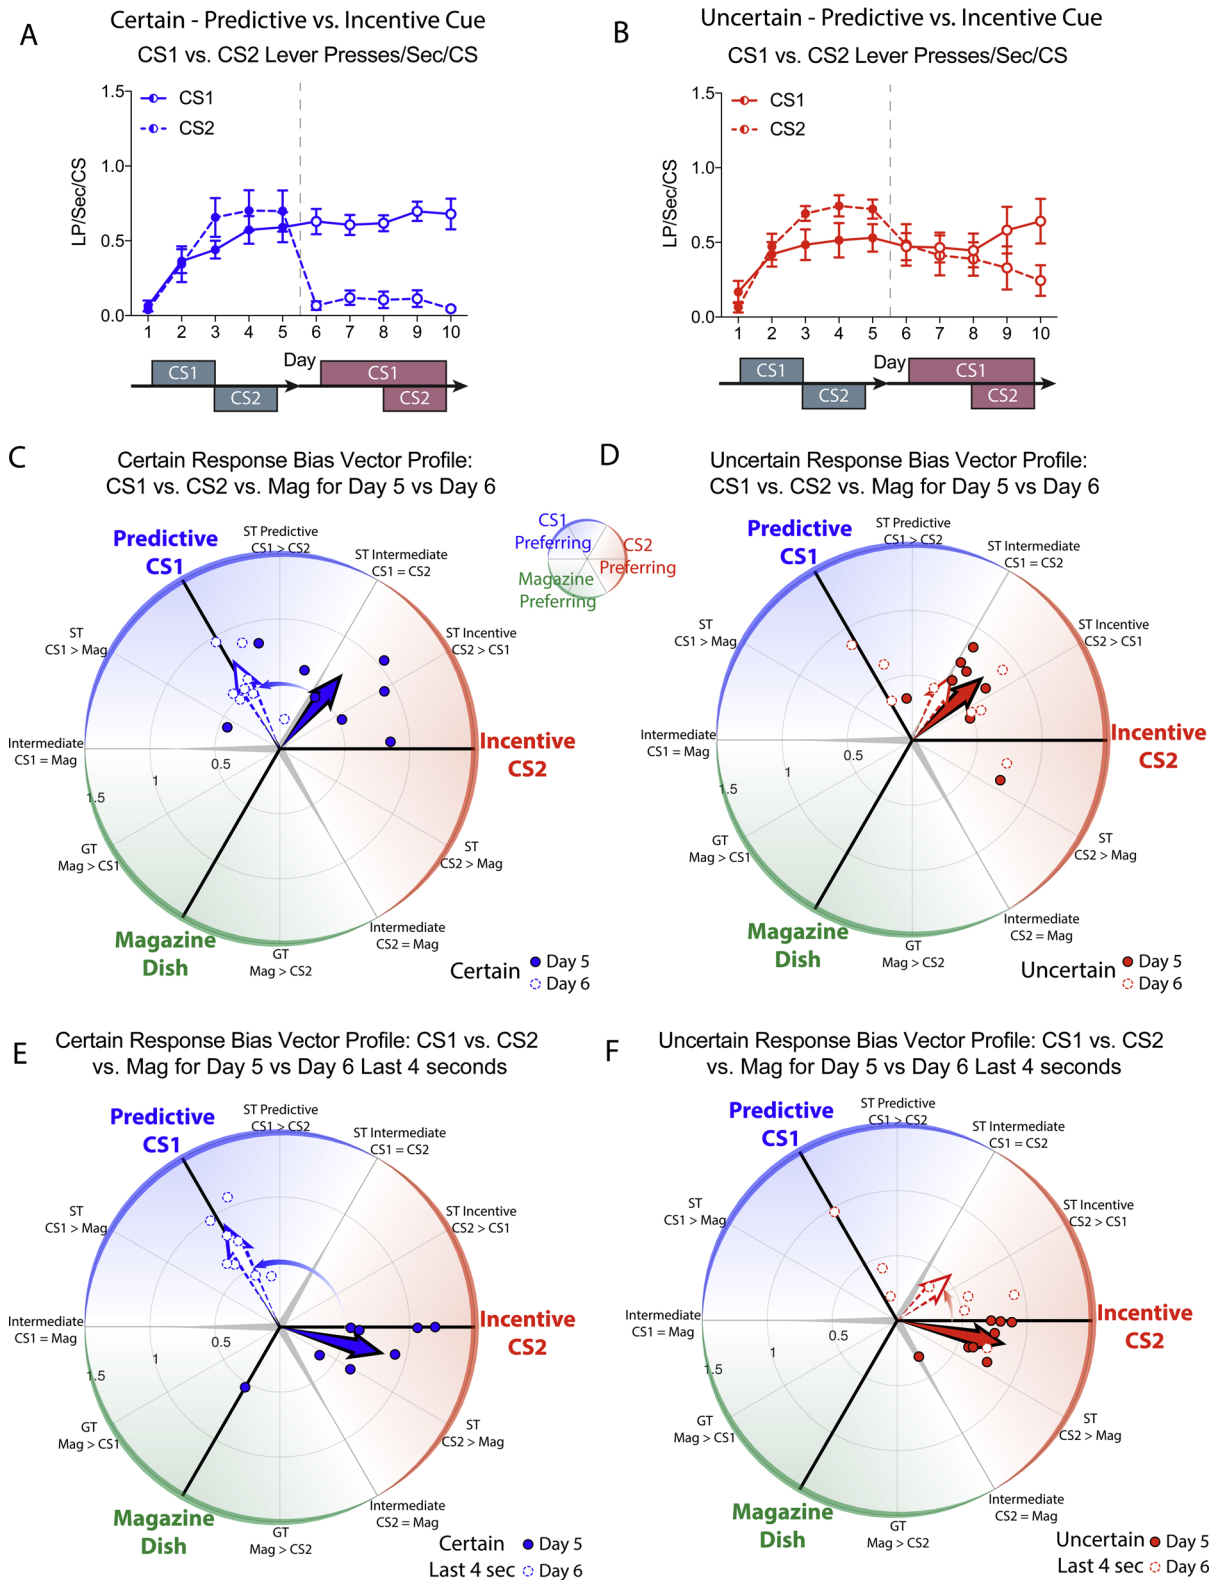 A
Certain - Predictive vs. Incentive Cue
CS1 vs. CS2 Lever Presses/Sec/CS
LP/Sec/CS
1.5
1.0
0.5
0.0
CS1
CS2
1 2 3 4 5 6 7 8 9 10
Day
CS1
CS2
CS1
CS2
B
Uncertain - Predictive vs. Incentive Cue
CS1 vs. CS2 Lever Presses/Sec/CS
LP/Sec/CS
1.5
1.0
0.5
0.0
CS1
CS2
1 2 3 4 5 6 7 8 9 10
Day
CS1
CS2
CS1
CS2
C
Certain Response Bias Vector Profile:
CS1 vs. CS2 vs. Mag for Day 5 vs Day 6
Predictive
CS1
ST Predictive
CS1 > CS2
ST Intermediate
CS1 = CS2
ST
CS1 > Mag
ST Incentive
CS2 > CS1
Intermediate
CS1 = Mag
Incentive
CS2
0.5
1
1.5
GT
Mag > CS1
ST
CS2 > Mag
Magazine
Dish
GT
Mag > CS2
Intermediate
CS2 = Mag
Certain
Day 5
Day 6
CS1
Preferring
CS2
Preferring
Magazine
Preferring
D
Uncertain Response Bias Vector Profile:
CS1 vs. CS2 vs. Mag for Day 5 vs Day 6
Predictive
CS1
ST Predictive
CS1 > CS2
ST Intermediate
CS1 = CS2
ST
CS1 > Mag
ST Incentive
CS2 > CS1
Intermediate
CS1 = Mag
Incentive
CS2
0.5
1
1.5
GT
Mag > CS1
ST
CS2 > Mag
Magazine
Dish
GT
Mag > CS2
Intermediate
CS2 = Mag
Uncertain
Day 5
Day 6
E
Certain Response Bias Vector Profile: CS1 vs. CS2
vs. Mag for Day 5 vs Day 6 Last 4 seconds
Predictive
CS1
ST Predictive
CS1 > CS2
ST Intermediate
CS1 = CS2
ST
CS1 > Mag
ST Incentive
CS2 > CS1
Intermediate
CS1 = Mag
Incentive
CS2
0.5
1
1.5
GT
Mag > CS1
ST
CS2 > Mag
Magazine
Dish
GT
Mag > CS2
Intermediate
CS2 = Mag
Certain
Last 4 sec
Day 5
Day 6
F
Uncertain Response Bias Vector Profile: CS1 vs. CS2
vs. Mag for Day 5 vs Day 6 Last 4 seconds
Predictive
CS1
ST Predictive
CS1 > CS2
ST Intermediate
CS1 = CS2
ST
CS1 > Mag
ST Incentive
CS2 > CS1
Intermediate
CS1 = Mag
Incentive
CS2
0.5
1
1.5
GT
Mag > CS1
ST
CS2 > Mag
Magazine
Dish
GT
Mag > CS2
Intermediate
CS2 = Mag
Uncertain
Last 4 sec
Day 5
Day 6